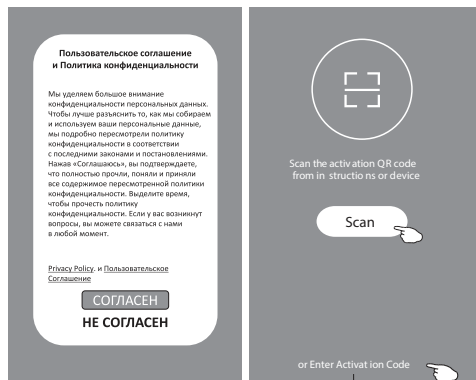 Пользовательское соглашение
и Политика конфиденциальности
Мы уделяем большое внимание
конфиденциальности персональных данных.
Чтобы лучше разъяснить то, как мы собираем
и используем ваши персональные данные,
мы подробно пересмотрели политику
конфиденциальности в соответствии
с последними законами и постановлениями.
Нажав «Соглашаюсь», вы подтверждаете,
что полностью прочли, поняли и приняли
все содержимое пересмотренной политики
конфиденциальности. Выделите время,
чтобы прочесть политику
конфиденциальности. Если у вас возникнут
вопросы, вы можете связаться с нами
в любой момент.
Privacy Policy. и Пользовательское
Соглашение
СОГЛАСЕН
НЕ СОГЛАСЕН
Scan the activation QR code
from in structio ns or device
Scan
or Enter Activat ion Code